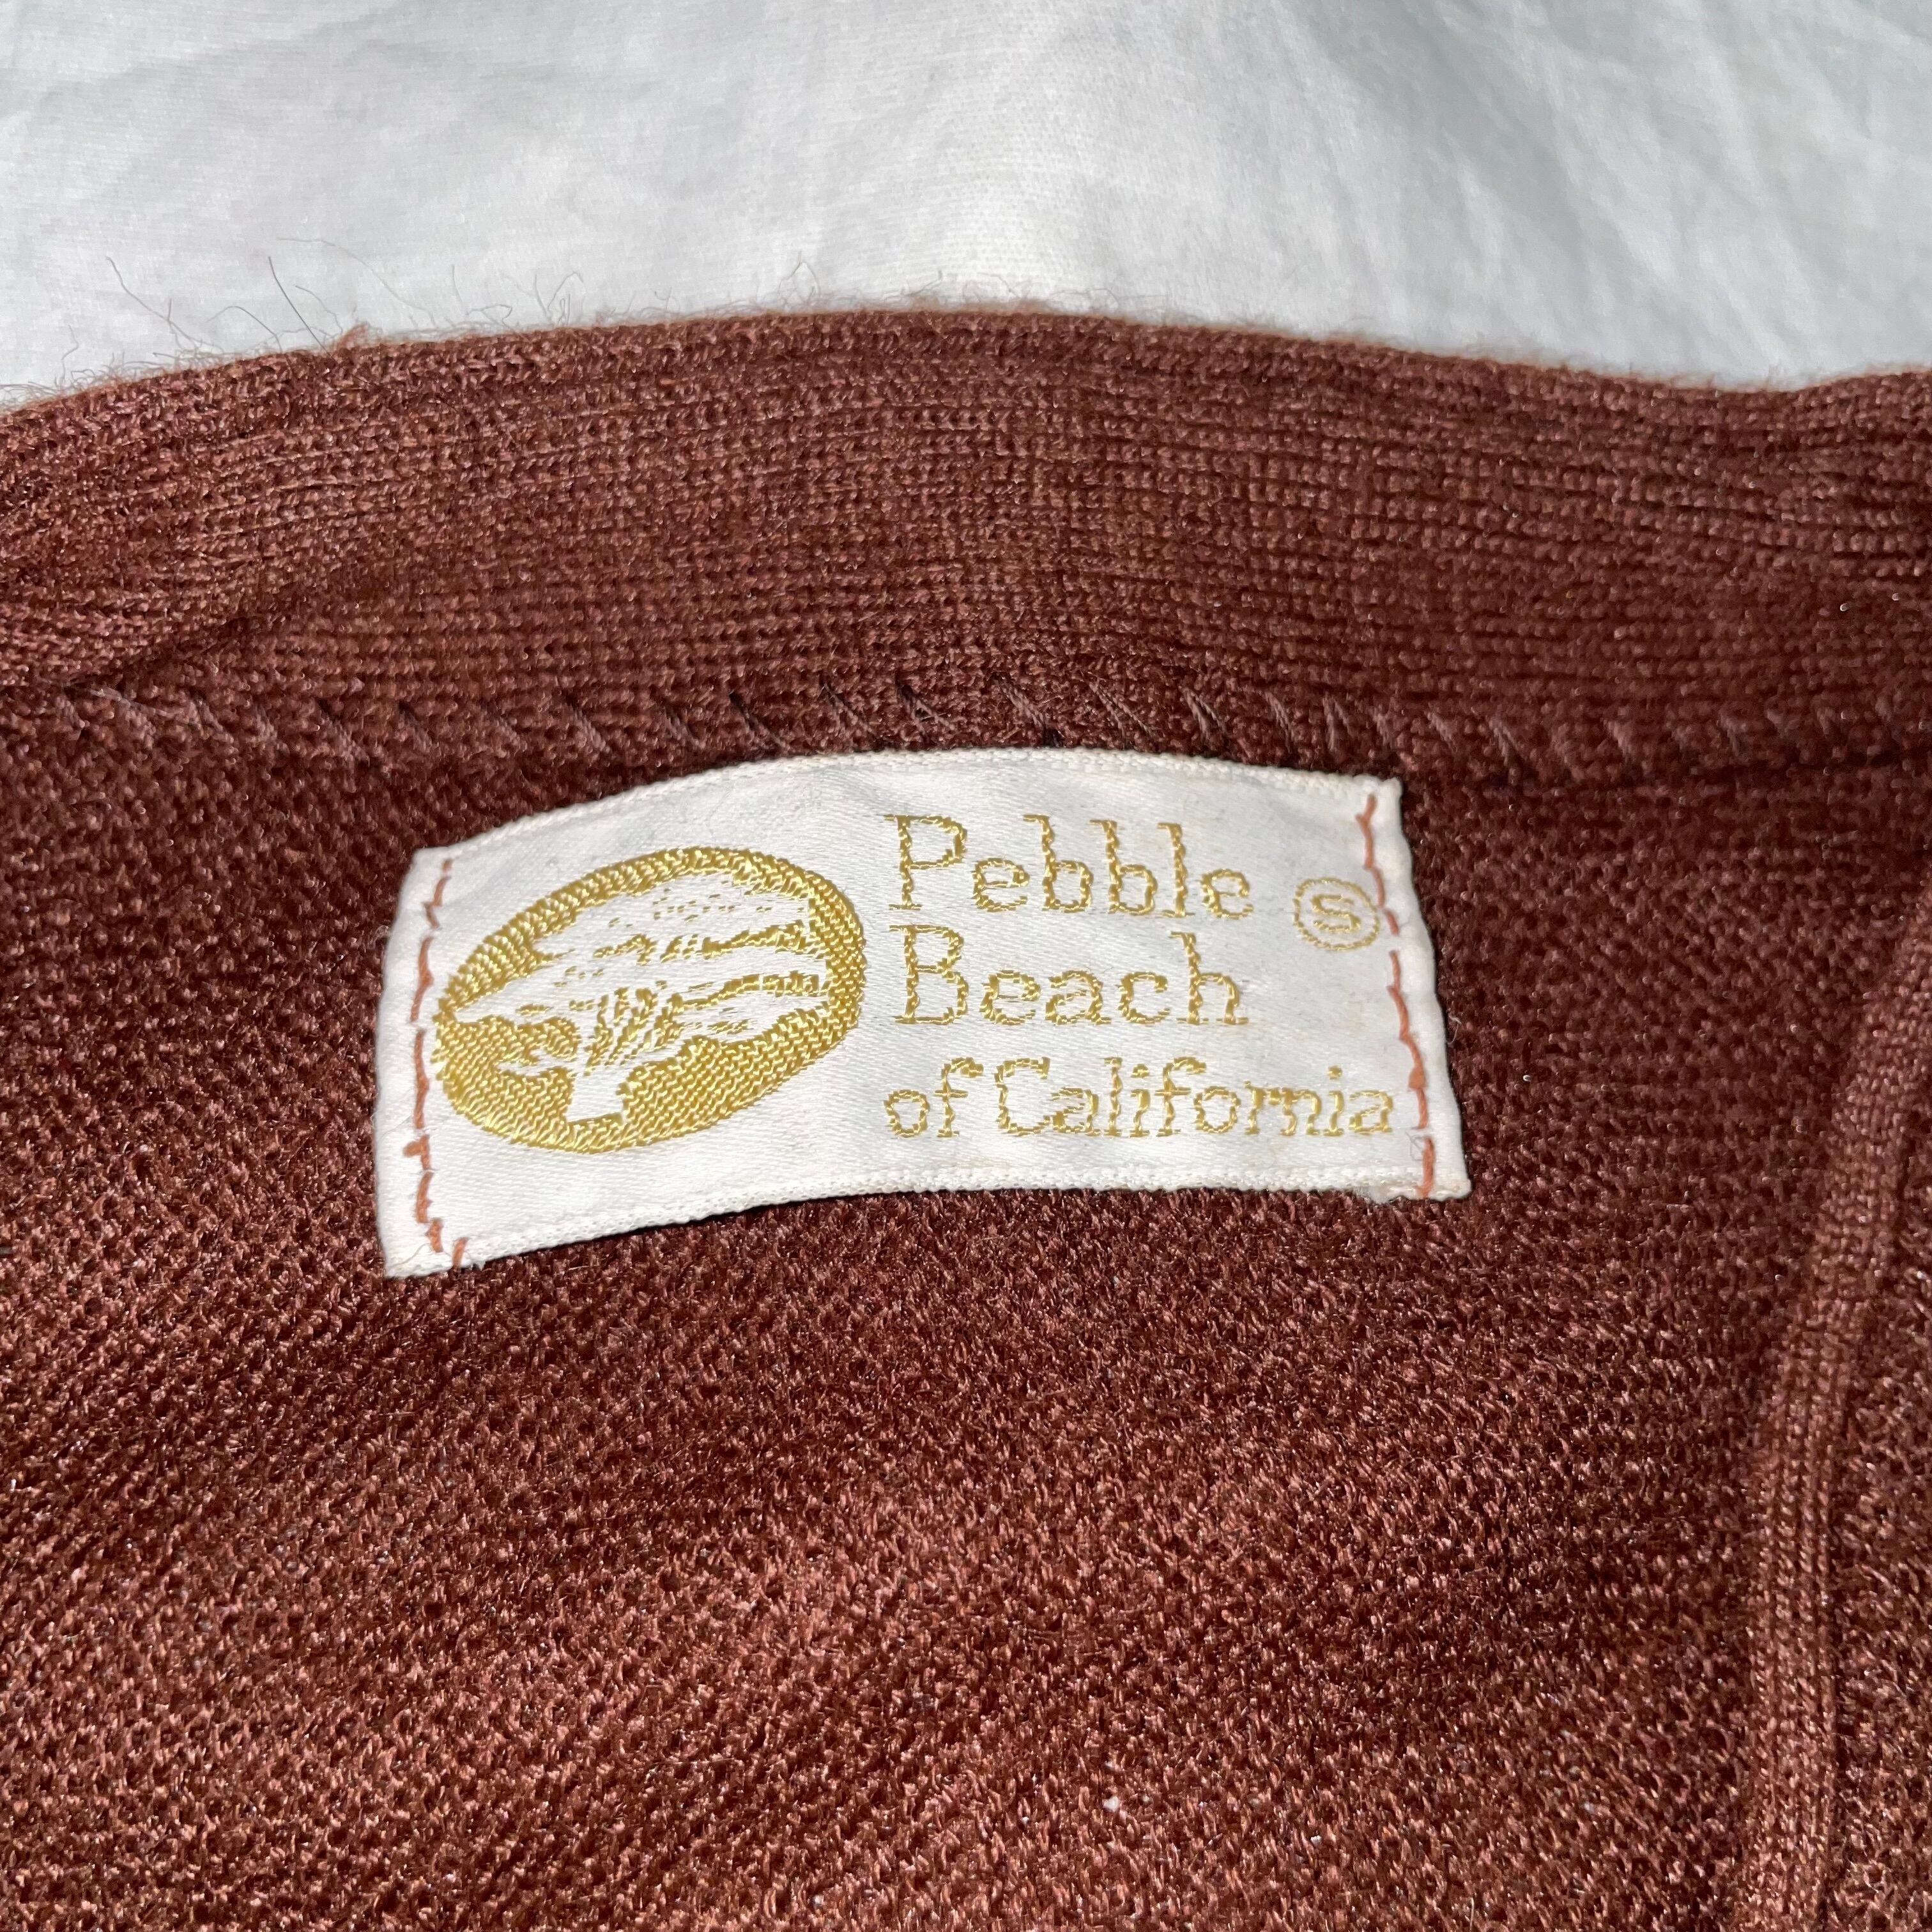 Pebble Ⓢ
Beach
of California